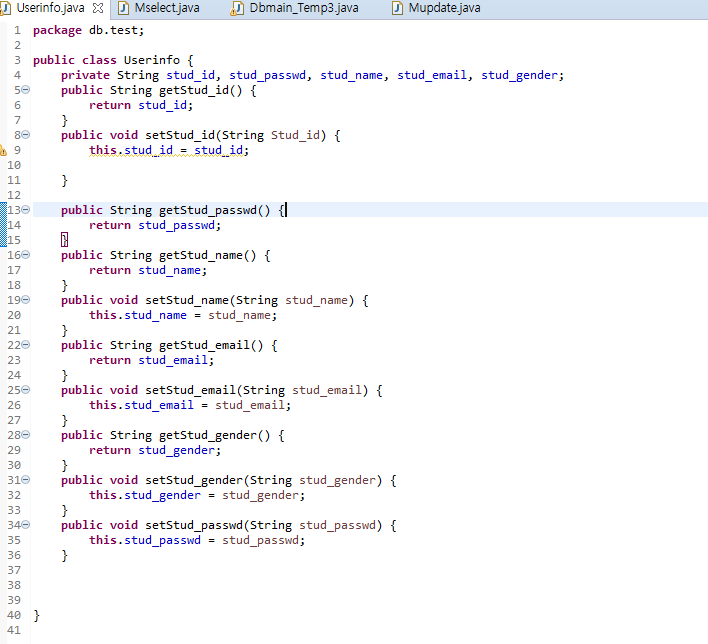 Userinfo.java Mselect.java Dbmain_Temp3.java Mupdate.java
1 package db.test;
2
3 public class Userinfo {
4 private String stud_id, stud_passwd, stud_name, stud_email, stud_gender;
5 public String getStud_id() {
6 return stud_id;
7 }
8 public void setStud_id(String Stud_id) {
9 this.stud_id = stud_id;
10
11 }
12
13 public String getStud_passwd() {
14 return stud_passwd;
15 }
16 public String getStud_name() {
17 return stud_name;
18 }
19 public void setStud_name(String stud_name) {
20 this.stud_name = stud_name;
21 }
22 public String getStud_email() {
23 return stud_email;
24 }
25 public void setStud_email(String stud_email) {
26 this.stud_email = stud_email;
27 }
28 public String getStud_gender() {
29 return stud_gender;
30 }
31 public void setStud_gender(String stud_gender) {
32 this.stud_gender = stud_gender;
33 }
34 public void setStud_passwd(String stud_passwd) {
35 this.stud_passwd = stud_passwd;
36 }
37
38
39
40 }
41